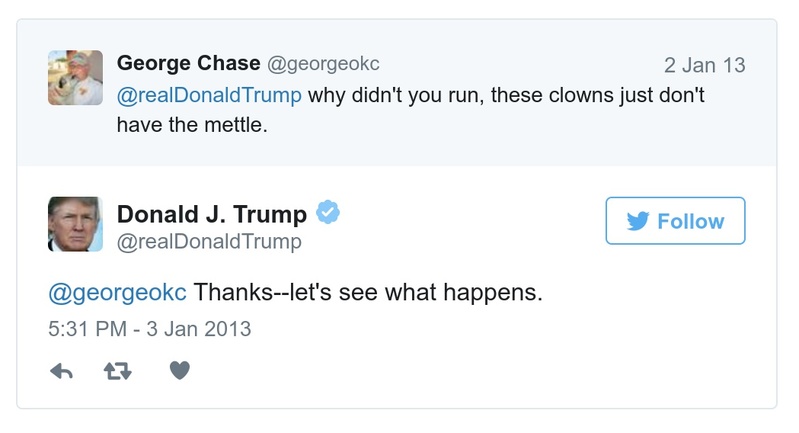 George Chase @georgeokc 2 Jan 13
@realDonaldTrump why didn't you run, these clowns just don't
have the mettle.
Donald J. Trump
@realDonaldTrump
Follow
@georgeokc Thanks--let's see what happens.
5:31 PM - 3 Jan 2013